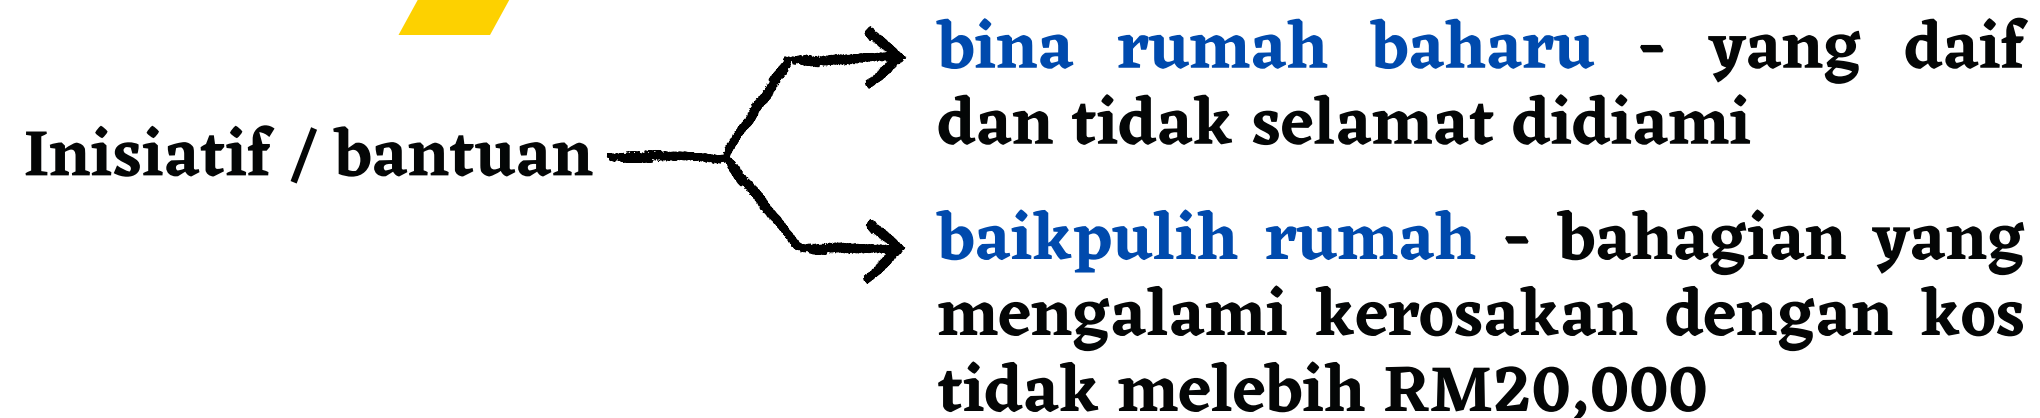 Inisiatif / bantuan
bina rumah baharu - yang daif
dan tidak selamat didiami
baikpulih rumah - bahagian yang
mengalami kerosakan dengan kos
tidak melebih RM20,000